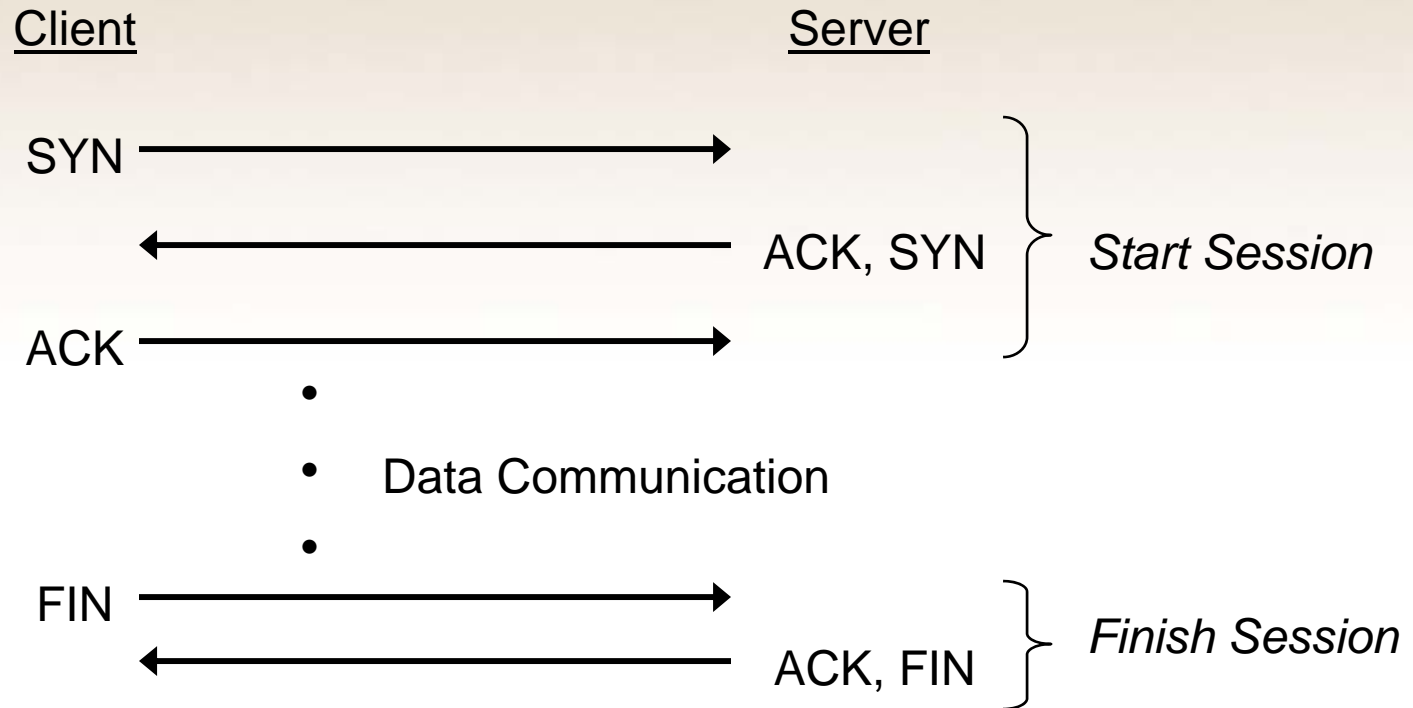 Client
Server
SYN
ACK, SYN
Start Session
ACK
• 
• Data Communication
•
FIN
ACK, FIN
Finish Session